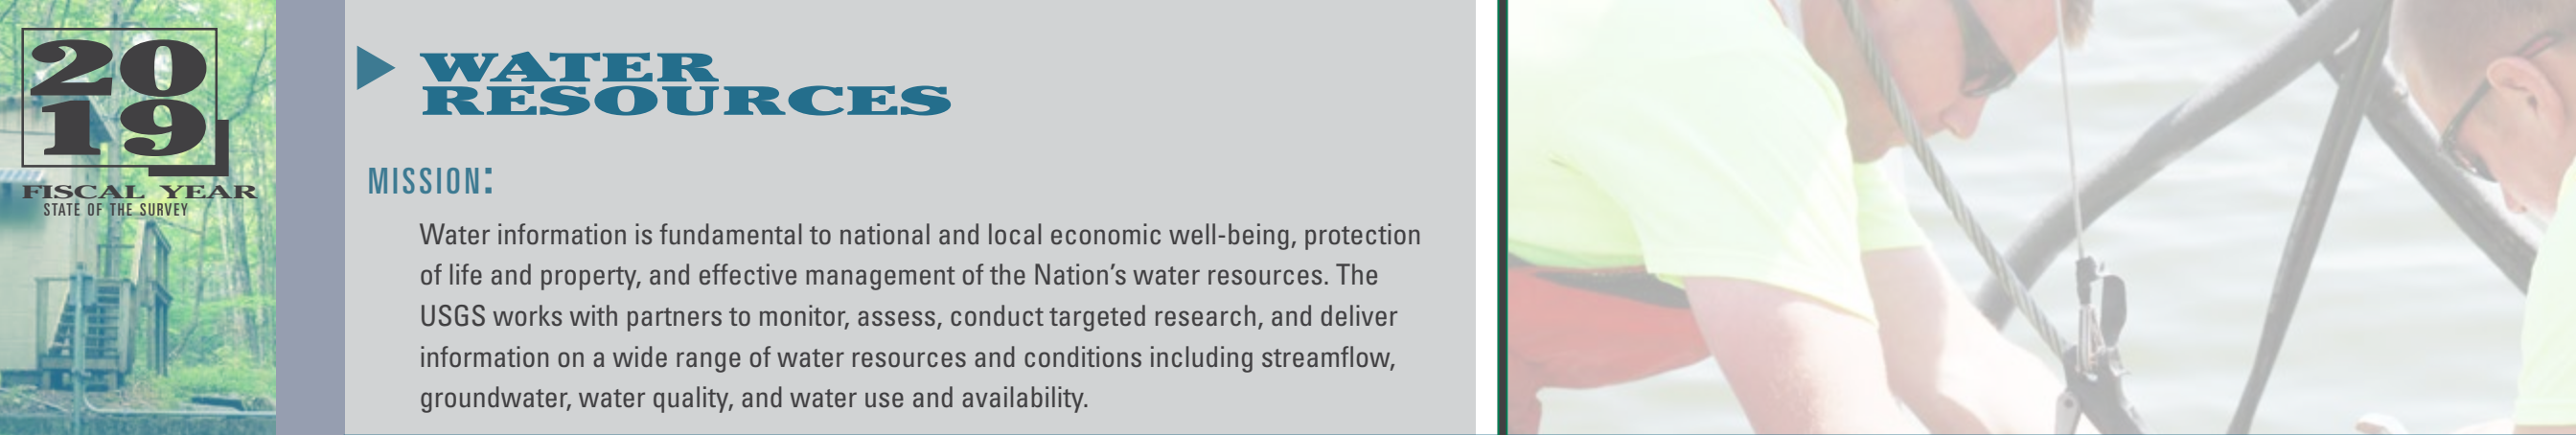 20
19
FISCAL YEAR
STATE OF THE SURVEY
WATER
RESOURCES
MISSION:
Water information is fundamental to national and local economic well-being, protection
of life and property, and effective management of the Nation’s water resources. The
USGS works with partners to monitor, assess, conduct targeted research, and deliver
information on a wide range of water resources and conditions including streamflow,
groundwater, water quality, and water use and availability.